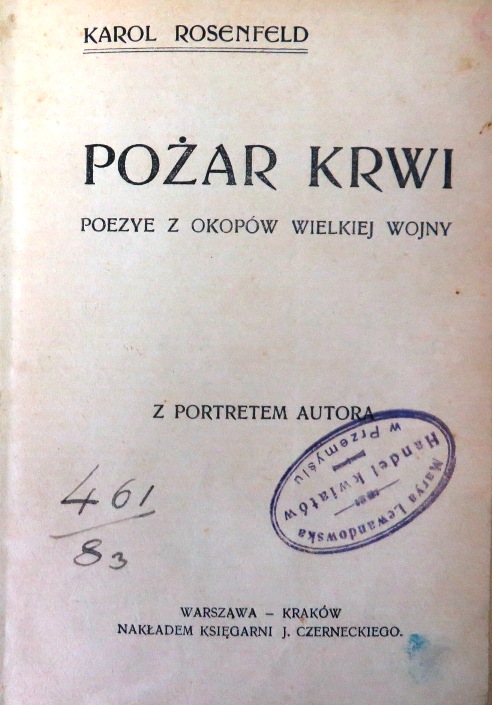 KAROL ROSENFELD
POŻAR KRWI
POEZYE Z OKOPÓW WIELKIEJ WOJNY
Z PORTRETEM AUTORA
Marya Lewandowska
Handel kwiatów
w Przemyślu
461
83
WARSZAWA – KRAKÓW
NAKŁADEM KSIĘGARNI J. CZERNECKIEGO.